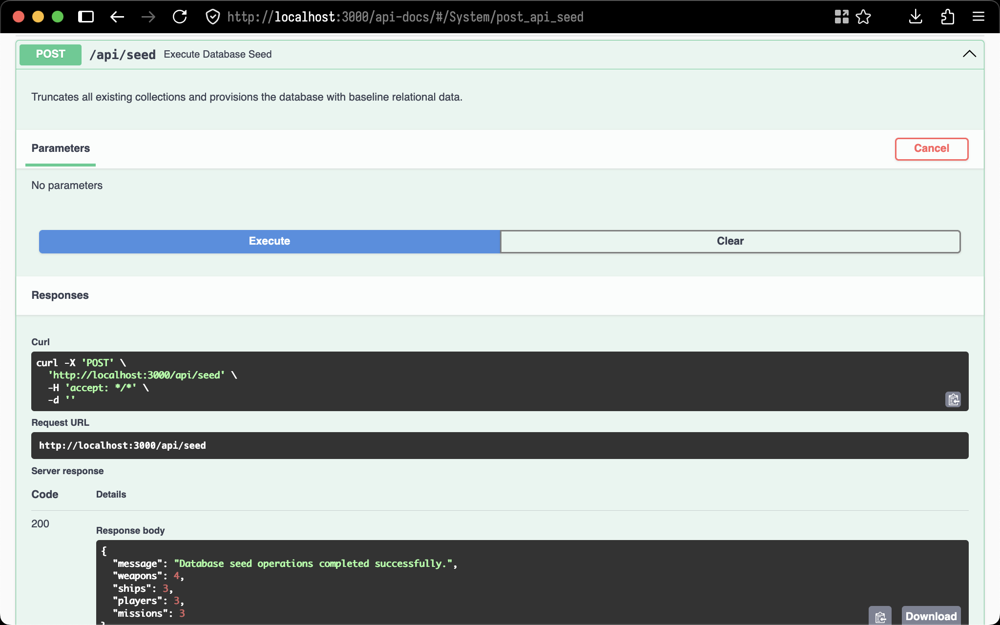 http://localhost:3000/api-docs/#/System/post_api_seed
POST /api/seed Execute Database Seed
Truncates all existing collections and provisions the database with baseline relational data.
Parameters
Cancel
No parameters
Execute
Clear
Responses
Curl
curl -X 'POST' \
  'http://localhost:3000/api/seed' \
  -H 'accept: */*' \
  -d ''
Request URL
http://localhost:3000/api/seed
Server response
Code Details
200
Response body
{
  "message": "Database seed operations completed successfully.",
  "weapons": 4,
  "ships": 3,
  "players": 3,
  "missions": 3
}
Download